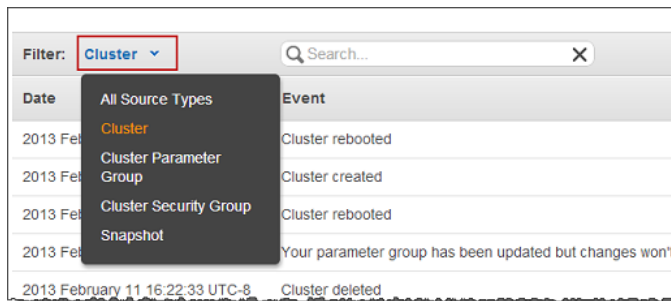 Filter: Cluster Search...
Date Event
All Source Types
Cluster
Cluster Parameter
Group
Cluster Security Group
Snapshot
2013 Feb Cluster rebooted
2013 Feb Cluster created
2013 Feb Cluster rebooted
2013 Feb Your parameter group has been updated but changes won't
2013 February 11 16:22:33 UTC-8 Cluster deleted